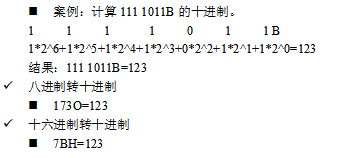 ■ 案例：计算 111 1011B 的十进制。
1 1 1 1 0 1 1 B
1*2^6+1*2^5+1*2^4+1*2^3+0*2^2+1*2^1+1*2^0=123
结果：111 1011B=123
✓ 八进制转十进制
■ 173O=123
✓ 十六进制转十进制
■ 7BH=123